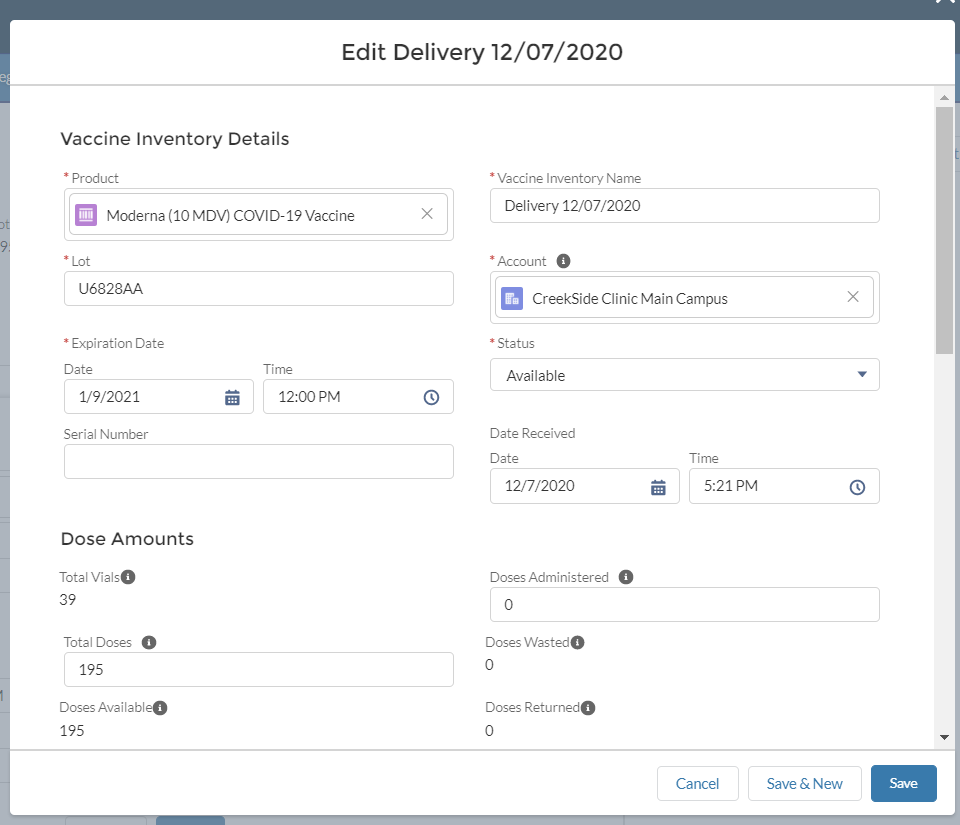 Edit Delivery 12/07/2020
Vaccine Inventory Details
* Product
Moderna (10 MDV) COVID-19 Vaccine
* Vaccine Inventory Name
Delivery 12/07/2020
* Lot
U6828AA
* Account
CreekSide Clinic Main Campus
* Expiration Date
Date
Time
1/9/2021
12:00 PM
* Status
Available
Serial Number
Date Received
Date
Time
12/7/2020
5:21 PM
Dose Amounts
Total Vials
39
Doses Administered
0
Total Doses
195
Doses Wasted
0
Doses Available
195
Doses Returned
0
Cancel
Save & New
Save